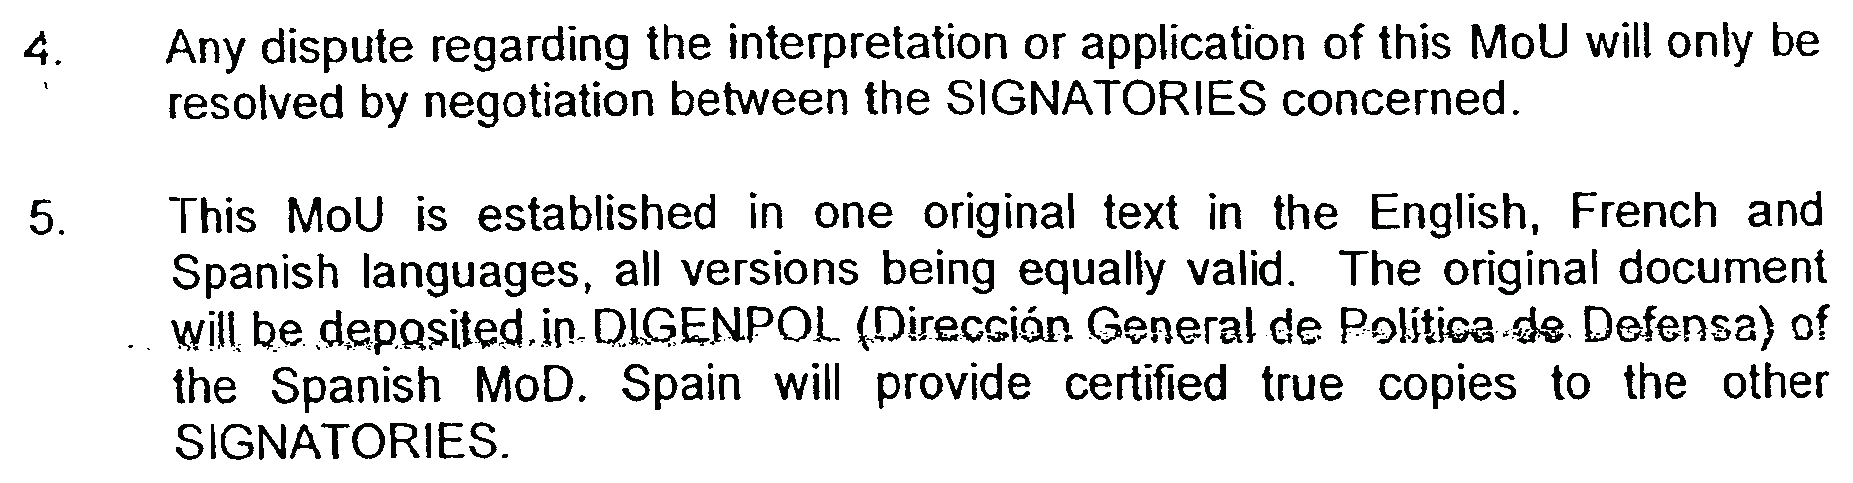 4. Any dispute regarding the interpretation or application of this MoU will only be
resolved by negotiation between the SIGNATORIES concerned.
5. This MoU is established in one original text in the English, French and
Spanish languages, all versions being equally valid. The original document
will be deposited in DIGENPOL (Dirección General de Política de Defensa) of
the Spanish MoD. Spain will provide certified true copies to the other
SIGNATORIES.